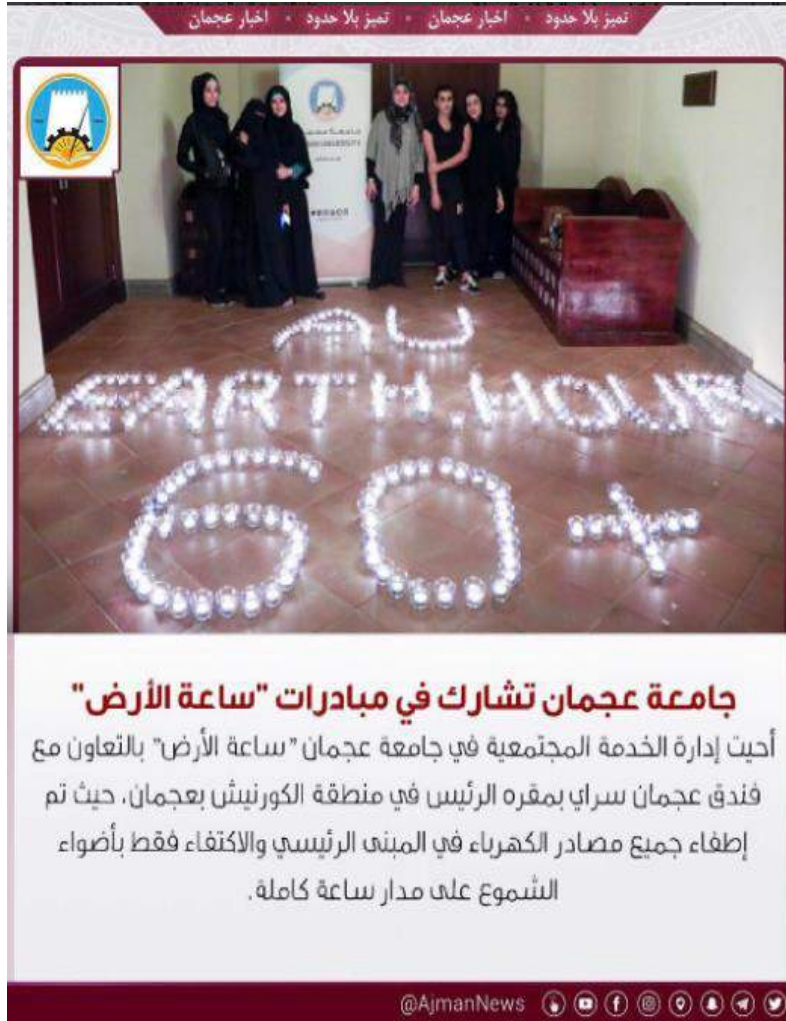 تميز بلا حدود • اخبار عجمان • تميز بلا حدود • اخبار عجمان
AU
EARTH.HOUR
60+
جامعة عجمان تشارك في مبادرات "ساعة الأرض"
أحيت إدارة الخدمة المجتمعية في جامعة عجمان "ساعة الأرض" بالتعاون مع
فندق عجمان سراي بمقره الرئيس في منطقة الكورنيش بعجمان، حيث تم
إطفاء جميع مصادر الكهرباء في المبنى الرئيسي والاكتفاء فقط بأضواء
الشموع على مدار ساعة كاملة.
@AjmanNews